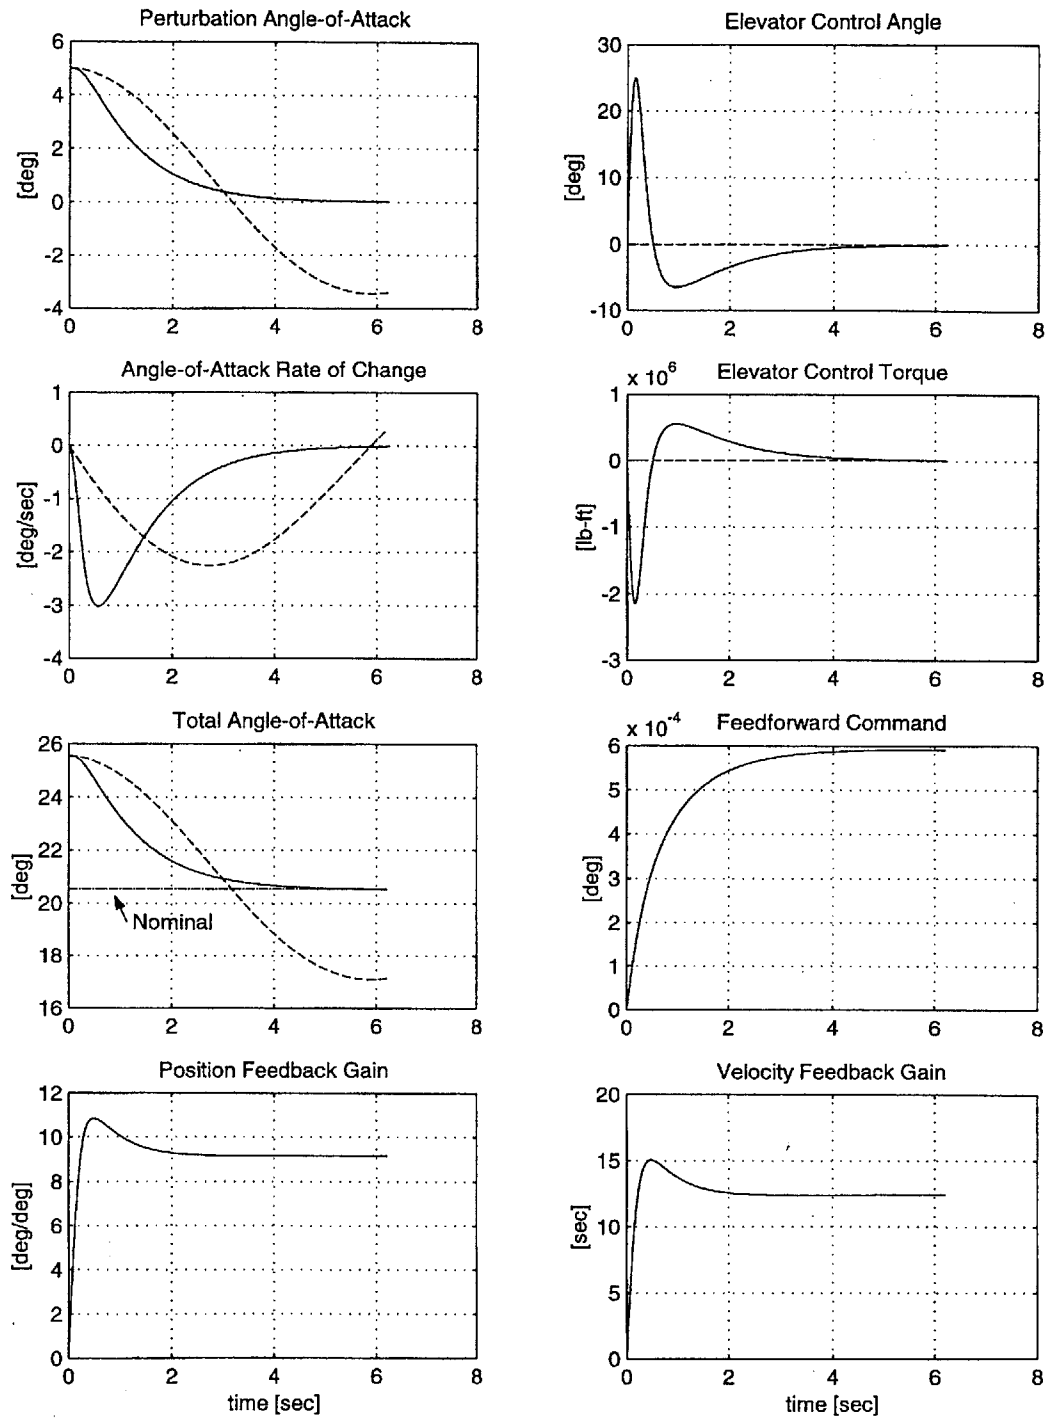 Perturbation Angle-of-Attack
6
4
2
0
-2
-4
[deg]
0 2 4 6 8
Elevator Control Angle
30
20
10
0
-10
[deg]
0 2 4 6 8
Angle-of-Attack Rate of Change
1
0
-1
-2
-3
-4
[deg/sec]
0 2 4 6 8
Elevator Control Torque
x 10^6
1
0
-1
-2
-3
[lb-ft]
0 2 4 6 8
Total Angle-of-Attack
26
24
22
20
18
16
[deg]
Nominal
0 2 4 6 8
Feedforward Command
x 10^-4
6
5
4
3
2
1
0
[deg]
0 2 4 6 8
Position Feedback Gain
12
10
8
6
4
2
0
[deg/deg]
0 2 4 6 8
time [sec]
Velocity Feedback Gain
20
15
10
5
0
[sec]
0 2 4 6 8
time [sec]